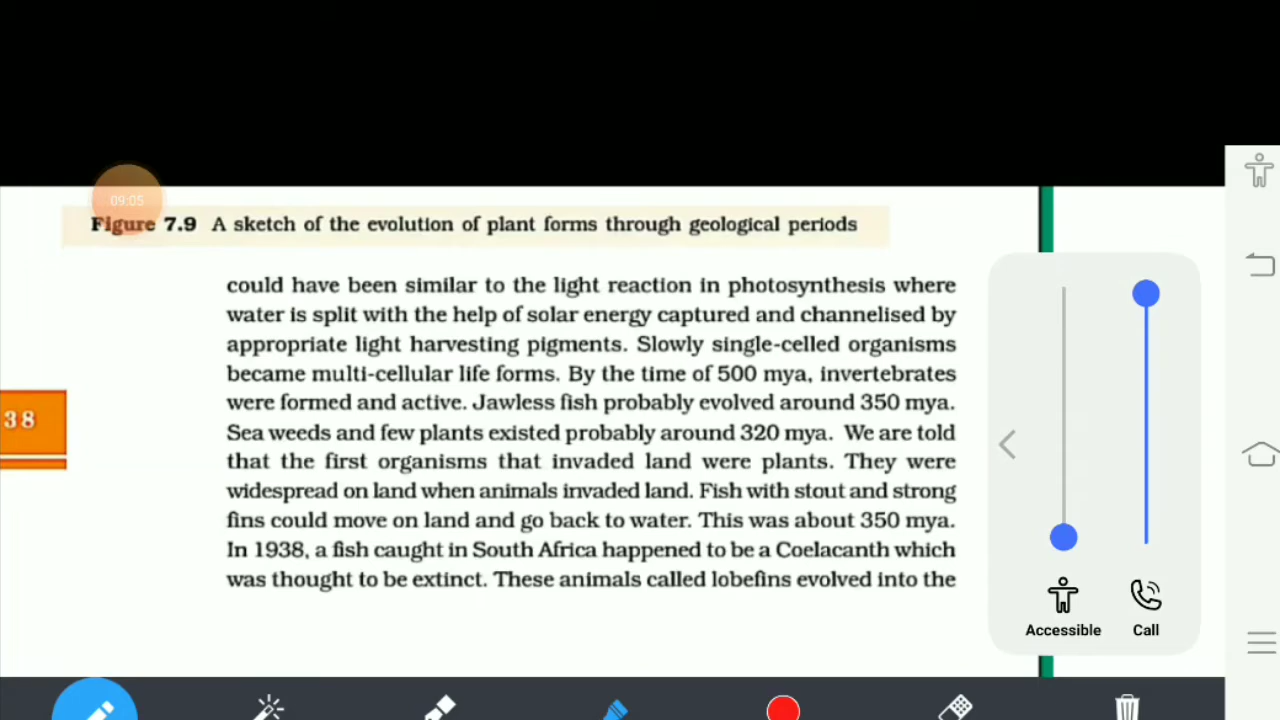 09:05
Figure 7.9 A sketch of the evolution of plant forms through geological periods
could have been similar to the light reaction in photosynthesis where
water is split with the help of solar energy captured and channelised by
appropriate light harvesting pigments. Slowly single-celled organisms
became multi-cellular life forms. By the time of 500 mya, invertebrates
were formed and active. Jawless fish probably evolved around 350 mya.
Sea weeds and few plants existed probably around 320 mya. We are told
that the first organisms that invaded land were plants. They were
widespread on land when animals invaded land. Fish with stout and strong
fins could move on land and go back to water. This was about 350 mya.
In 1938, a fish caught in South Africa happened to be a Coelacanth which
was thought to be extinct. These animals called lobefins evolved into the
38
Accessible
Call